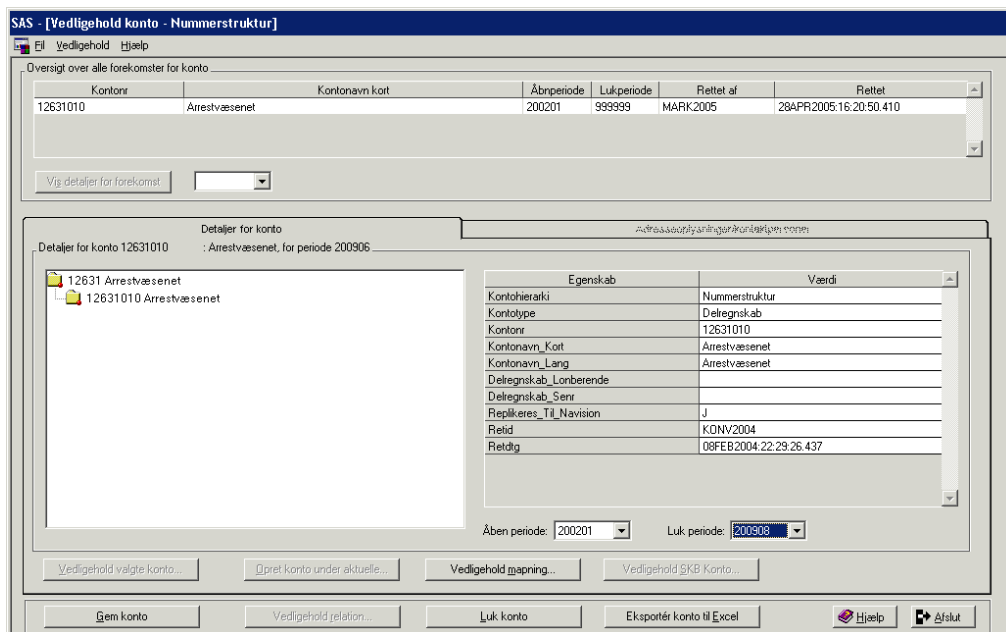 SAS - [Vedligehold konto - Nummerstruktur]
Fil Vedligehold Hjælp
Oversigt over alle forekomster for konto
Kontonr Kontonavn kort Åbnperiode Lukperiode Rettet af Rettet
12631010 Arrestvæsenet 200201 999999 MARK2005 28APR2005:16:20:50.410
Vis detaljer for forekomst
Detaljer for konto Adresseoplysninger/kontaktpersoner
Detaljer for konto 12631010 : Arrestvæsenet, for periode 200906
12631 Arrestvæsenet
12631010 Arrestvæsenet
Egenskab Værdi
Kontohierarki Nummerstruktur
Kontotype Delregnskab
Kontonr 12631010
Kontonavn_Kort Arrestvæsenet
Kontonavn_Lang Arrestvæsenet
Delregnskab_Lonberende
Delregnskab_Senr
Replikeres_Til_Navision J
Retid KONV2004
Retdtg 08FEB2004:22:29:26.437
Åben periode: 200201 Luk periode: 200908
Vedligehold valgte konto... Opret konto under aktuelle... Vedligehold mapning... Vedligehold SKB Konto...
Gem konto Vedligehold relation... Luk konto Eksportér konto til Excel Hjælp Afslut